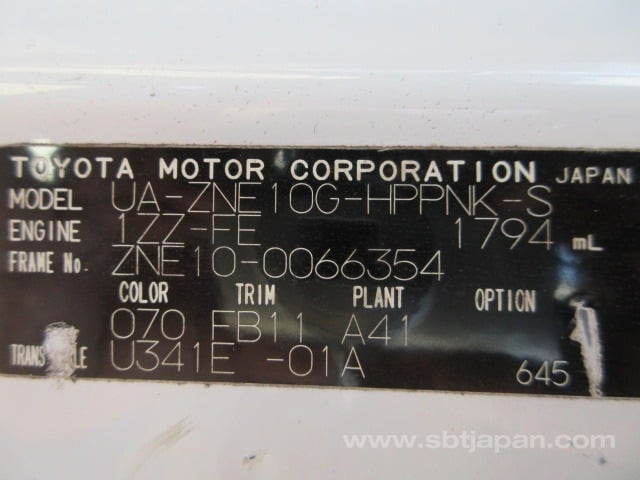 TOYOTA MOTOR CORPORATION JAPAN
MODEL UA-ZNE10G-HPPNK-S
ENGINE 1ZZ-FE 1794 mL
FRAME No. ZNE10-0066354
COLOR TRIM PLANT OPTION
070 FB11 A41
U341E -01A
645
www.sbtjapan.com